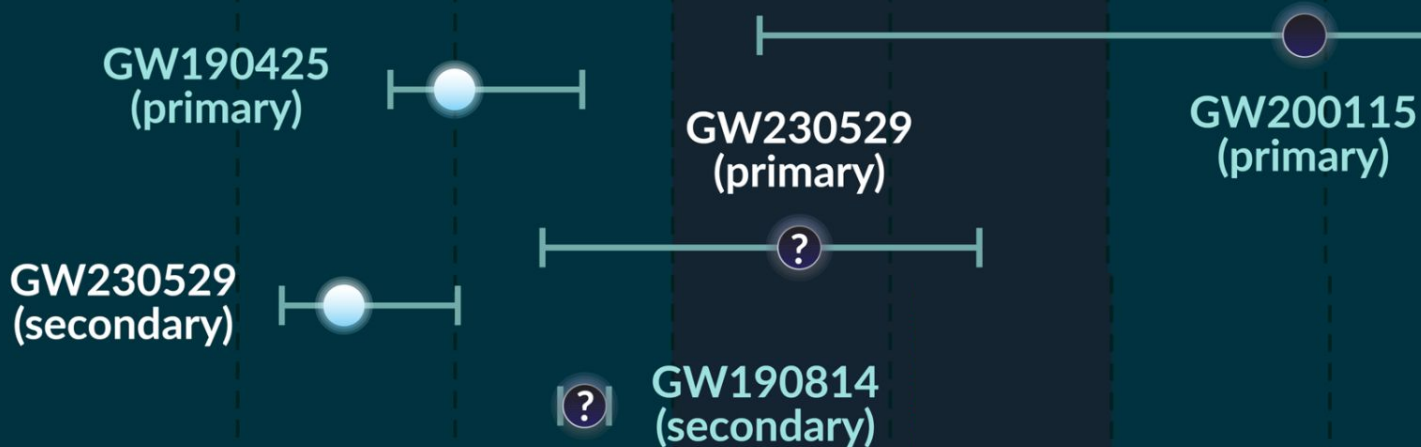 GW190425
(primary)
GW230529
(primary)
GW200115
(primary)
?
GW230529
(secondary)
?
GW190814
(secondary)